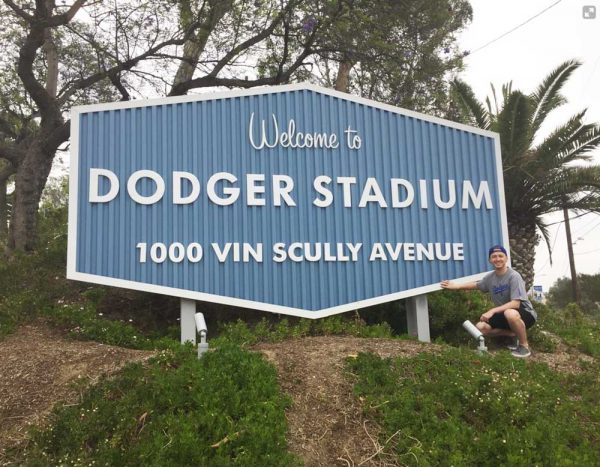 Welcome to
DODGER STADIUM
1000 VIN SCULLY AVENUE